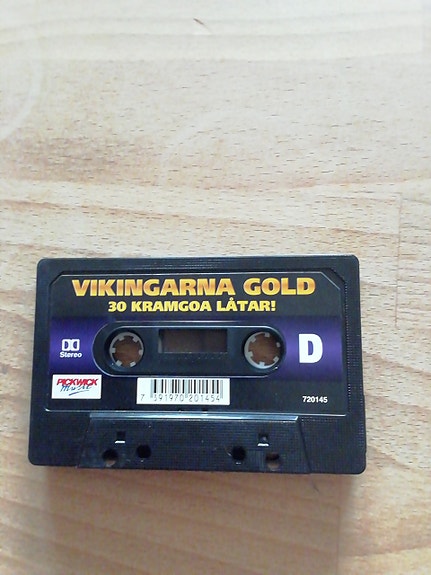 VIKINGARNA GOLD
30 KRAMGOA LÅTAR!
Stereo
D
PICKWICK
Music
7 391970 201454
720145